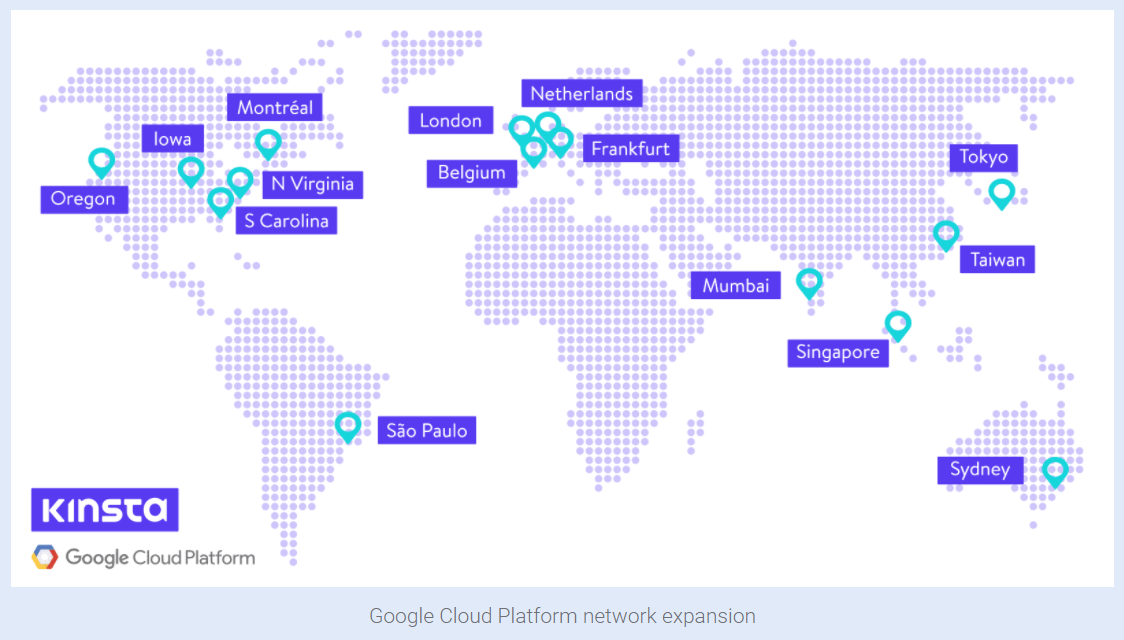 Netherlands
Montréal
London
Iowa
Frankfurt
Tokyo
Belgium
N Virginia
Oregon
S Carolina
Taiwan
Mumbai
Singapore
São Paulo
Sydney
KINSTA
Google Cloud Platform
Google Cloud Platform network expansion